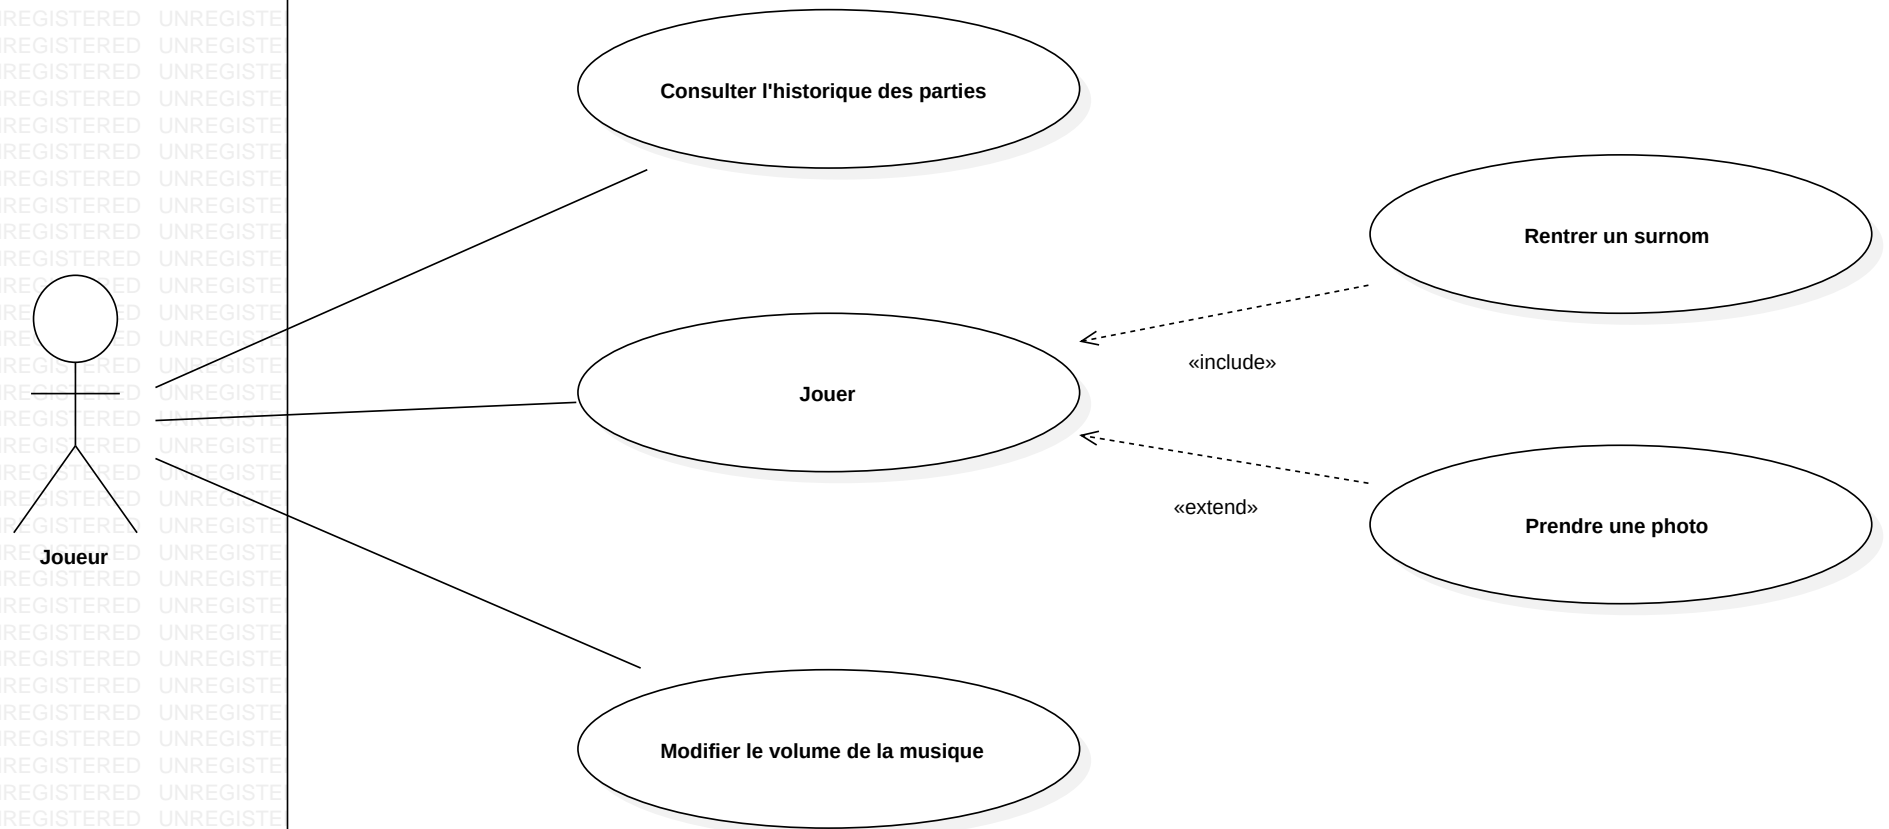 Consulter l'historique des parties
Rentrer un surnom
«include»
Jouer
«extend»
Prendre une photo
Joueur
Modifier le volume de la musique
UNREGISTERED